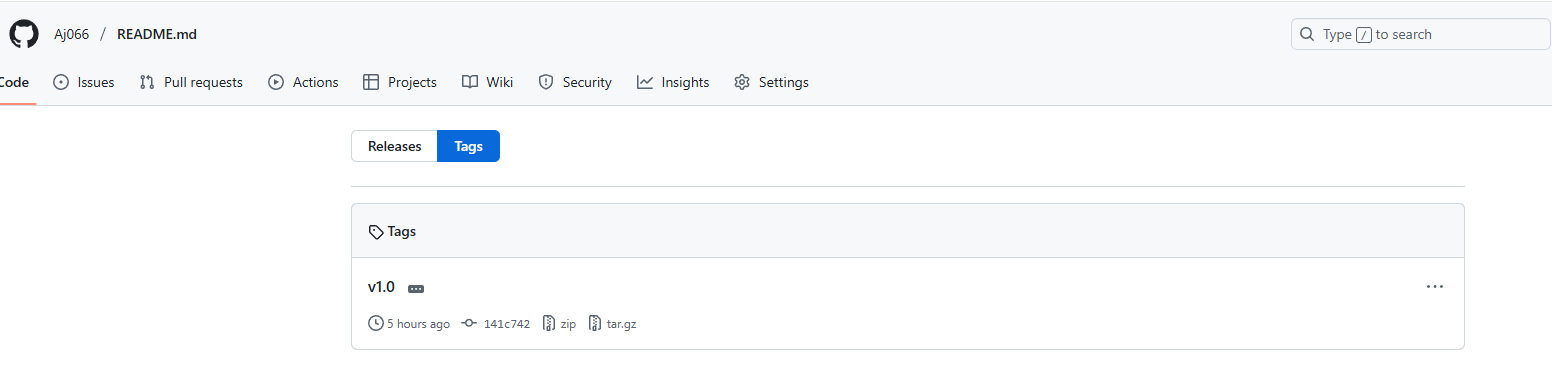 Aj066 / README.md
Type / to search
Code Issues Pull requests Actions Projects Wiki Security Insights Settings
Releases Tags
Tags
v1.0
5 hours ago 141c742 zip tar.gz